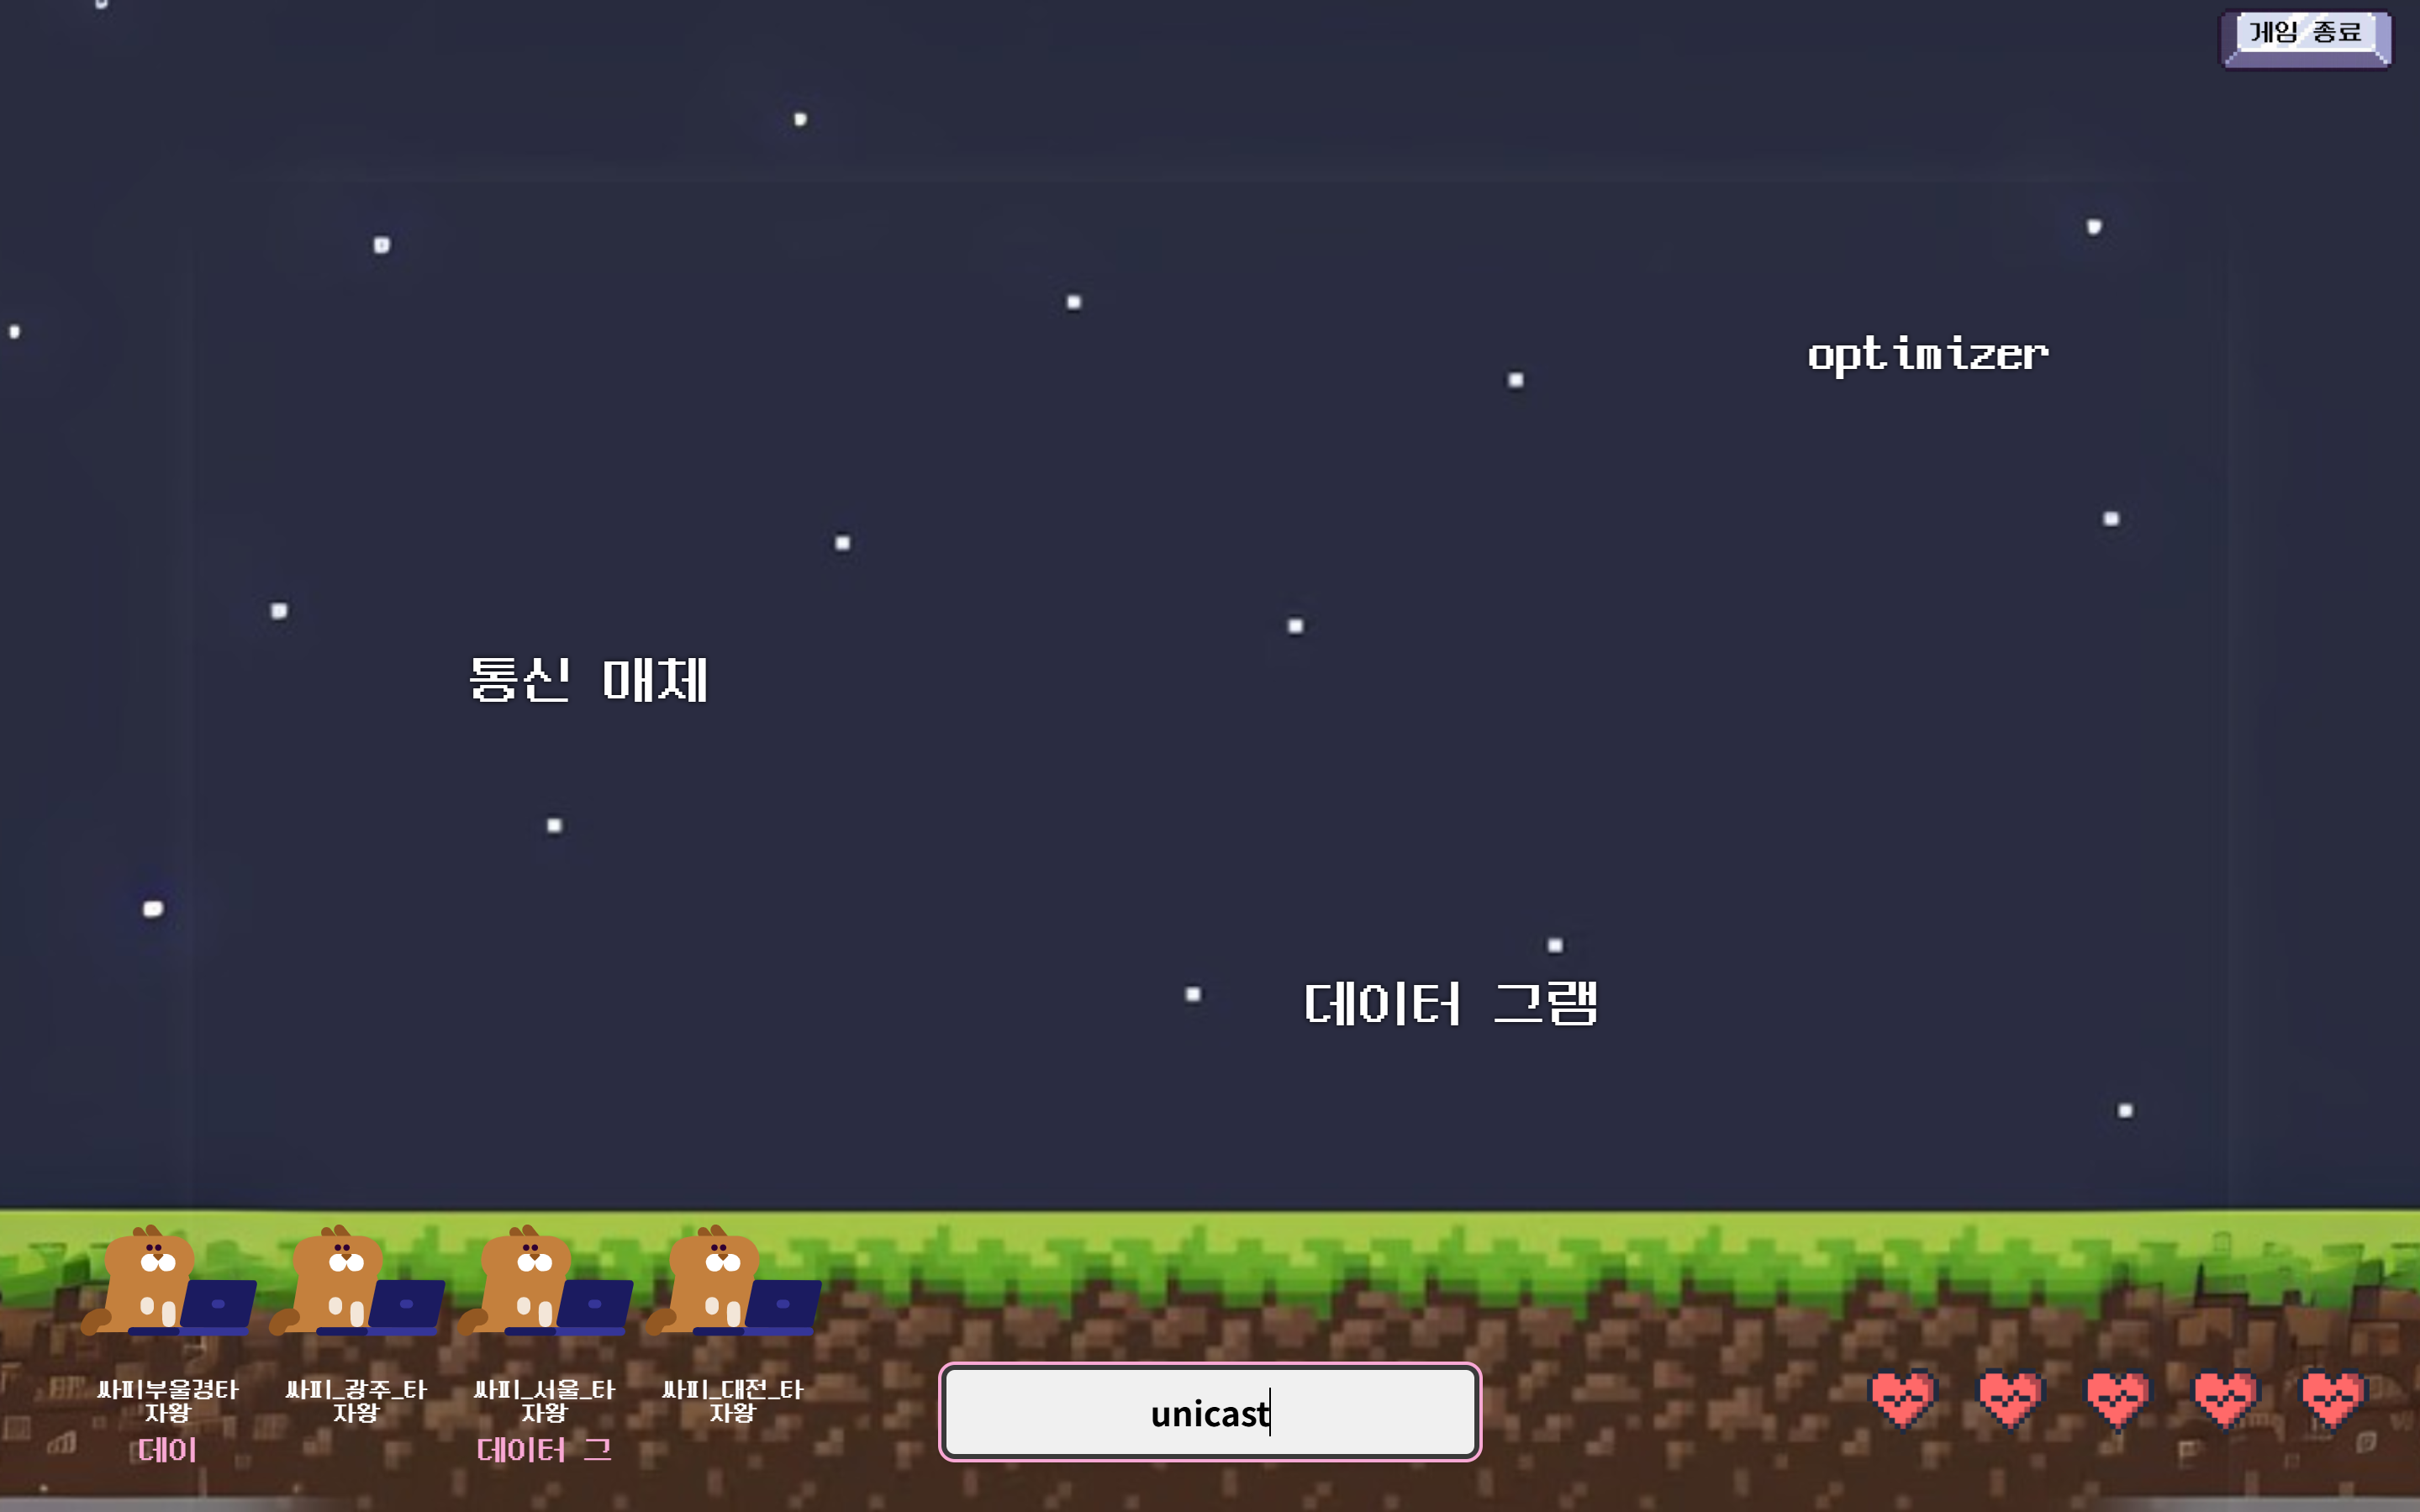 게임 종료
optimizer
통신 매체
데이터 그램
싸피부울경타
자왕
데이
싸피_광주_타
자왕
싸피_서울_타
자왕
데이터 그
싸피_대전_타
자왕
unicast